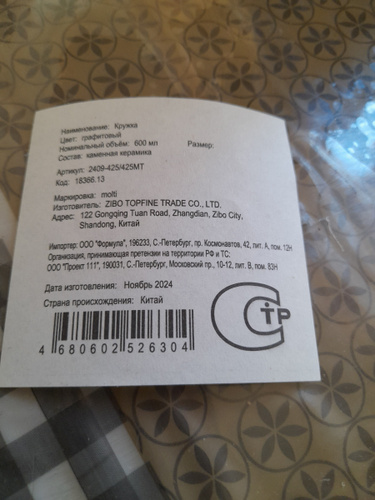 Наименование: Кружка
Цвет: графитовый
Номинальный объём: 600 мл Размер:
Состав: каменная керамика
Артикул: 2409-425/425МТ
Код: 18366.13
Маркировка: molti
Изготовитель: ZIBO TOPFINE TRADE CO., LTD.
Адрес: 122 Gongqing Tuan Road, Zhangdian, Zibo City,
Shandong, Китай
Импортер: ООО "Формула", 196233, С.-Петербург, пр. Космонавтов, 42, лит. А, пом. 12Н
Организация, принимающая претензии на территории РФ и ТС:
ООО "Проект 111", 190031, С.-Петербург, Московский пр., 10-12, лит. В, пом. 83Н
Дата изготовления: Ноябрь 2024
Страна происхождения: Китай
СТР
4 680602 526304